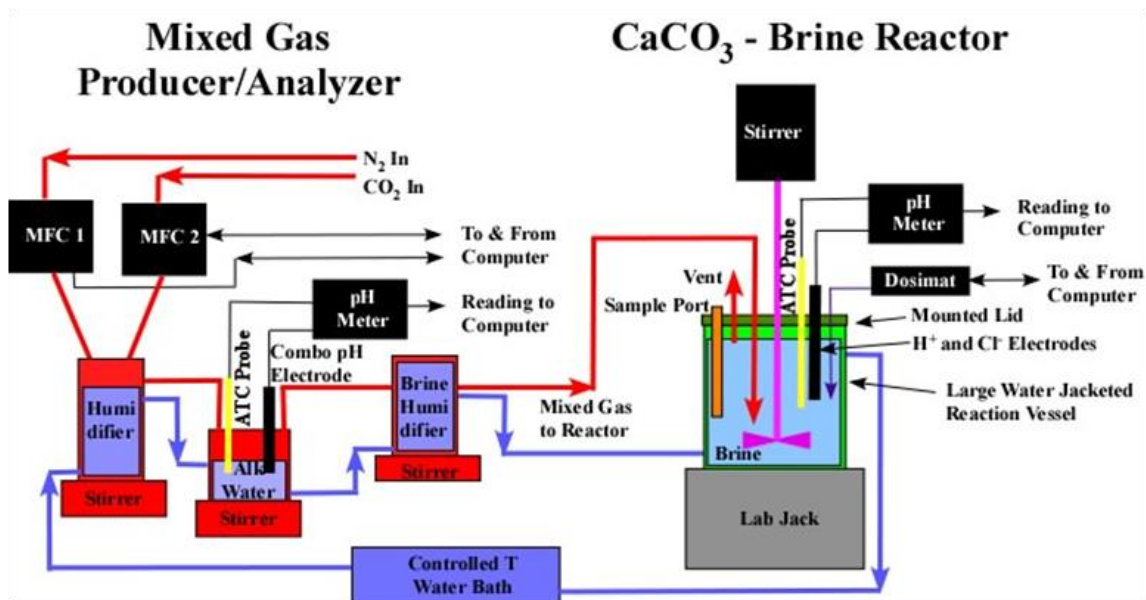 Mixed Gas
Producer/Analyzer
CaCO₃ - Brine Reactor
N₂ In
CO₂ In
MFC 1
MFC 2
To & From
Computer
pH
Meter
Reading to
Computer
ATC Probe
Combo pH
Electrode
Humi
difier
Stirrer
Alk
Water
Stirrer
Brine
Humi
difier
Stirrer
Mixed Gas
to Reactor
Controlled T
Water Bath
Stirrer
Vent
Sample Port
ATC Probe
pH
Meter
Reading to
Computer
Dosimat
To & From
Computer
Mounted Lid
H⁺ and Cl⁻ Electrodes
Large Water Jacketed
Reaction Vessel
Brine
Lab Jack